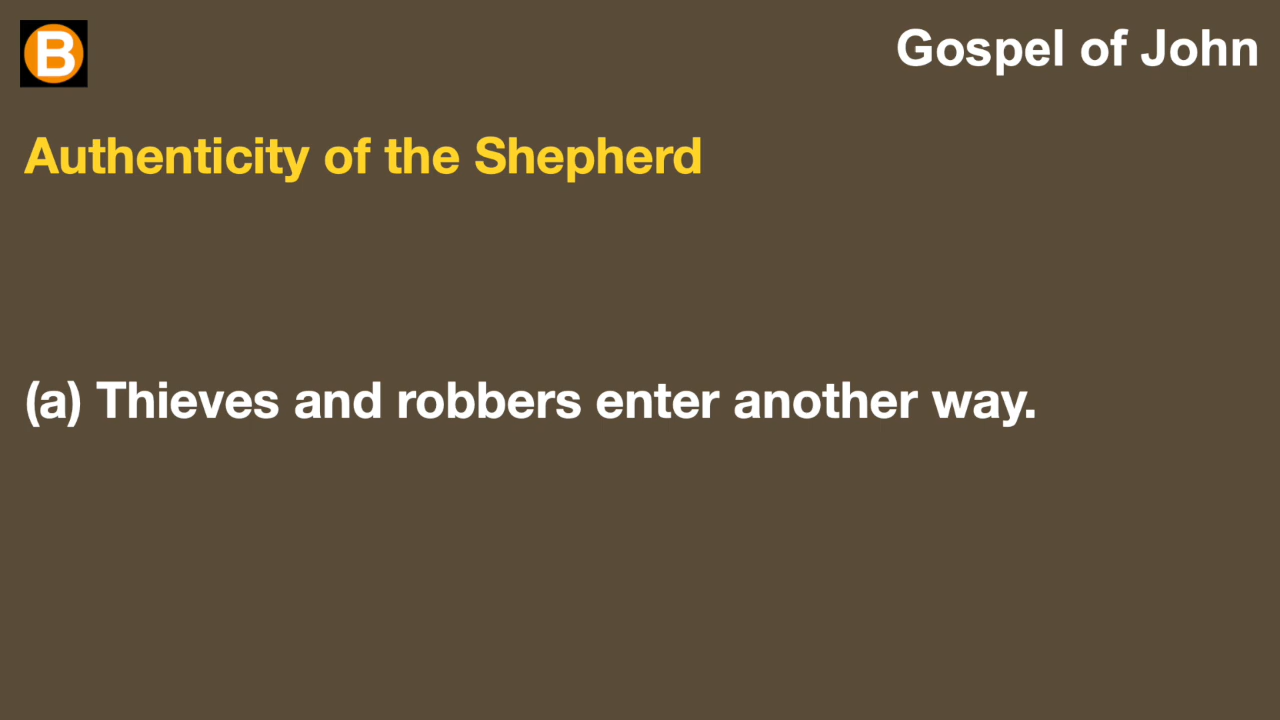 B
Gospel of John
Authenticity of the Shepherd
(a) Thieves and robbers enter another way.